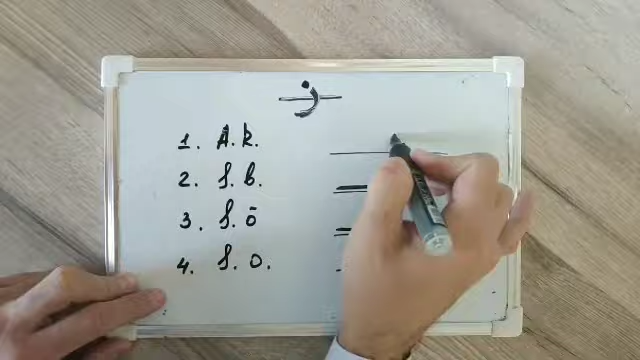 ز
1. A. k.
2. J. b.
3. J. ō
4. J. o.